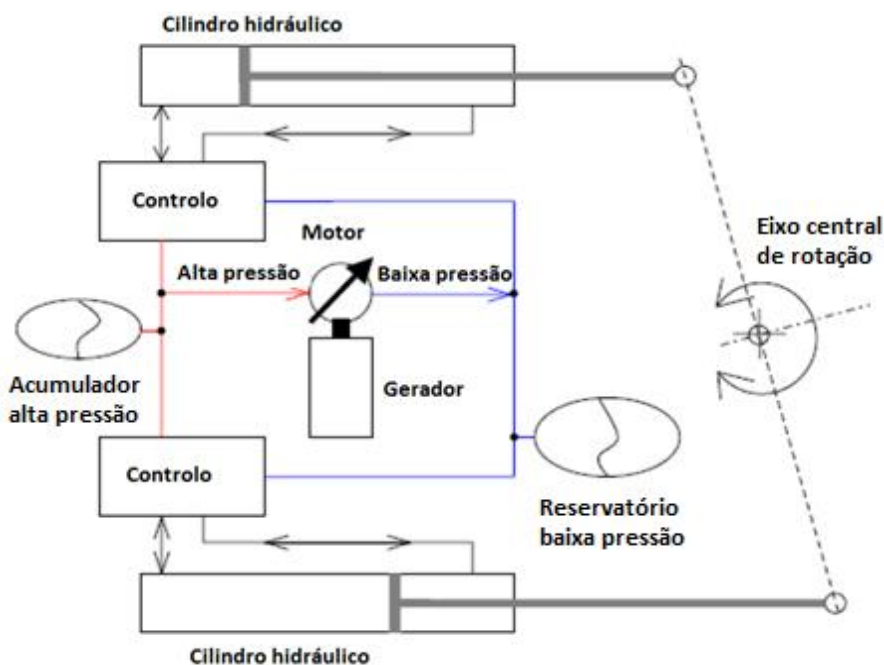 Cilindro hidráulico
Controlo
Motor
Eixo central
de rotação
Alta pressão
Baixa pressão
Acumulador
alta pressão
Gerador
Controlo
Reservatório
baixa pressão
Cilindro hidráulico